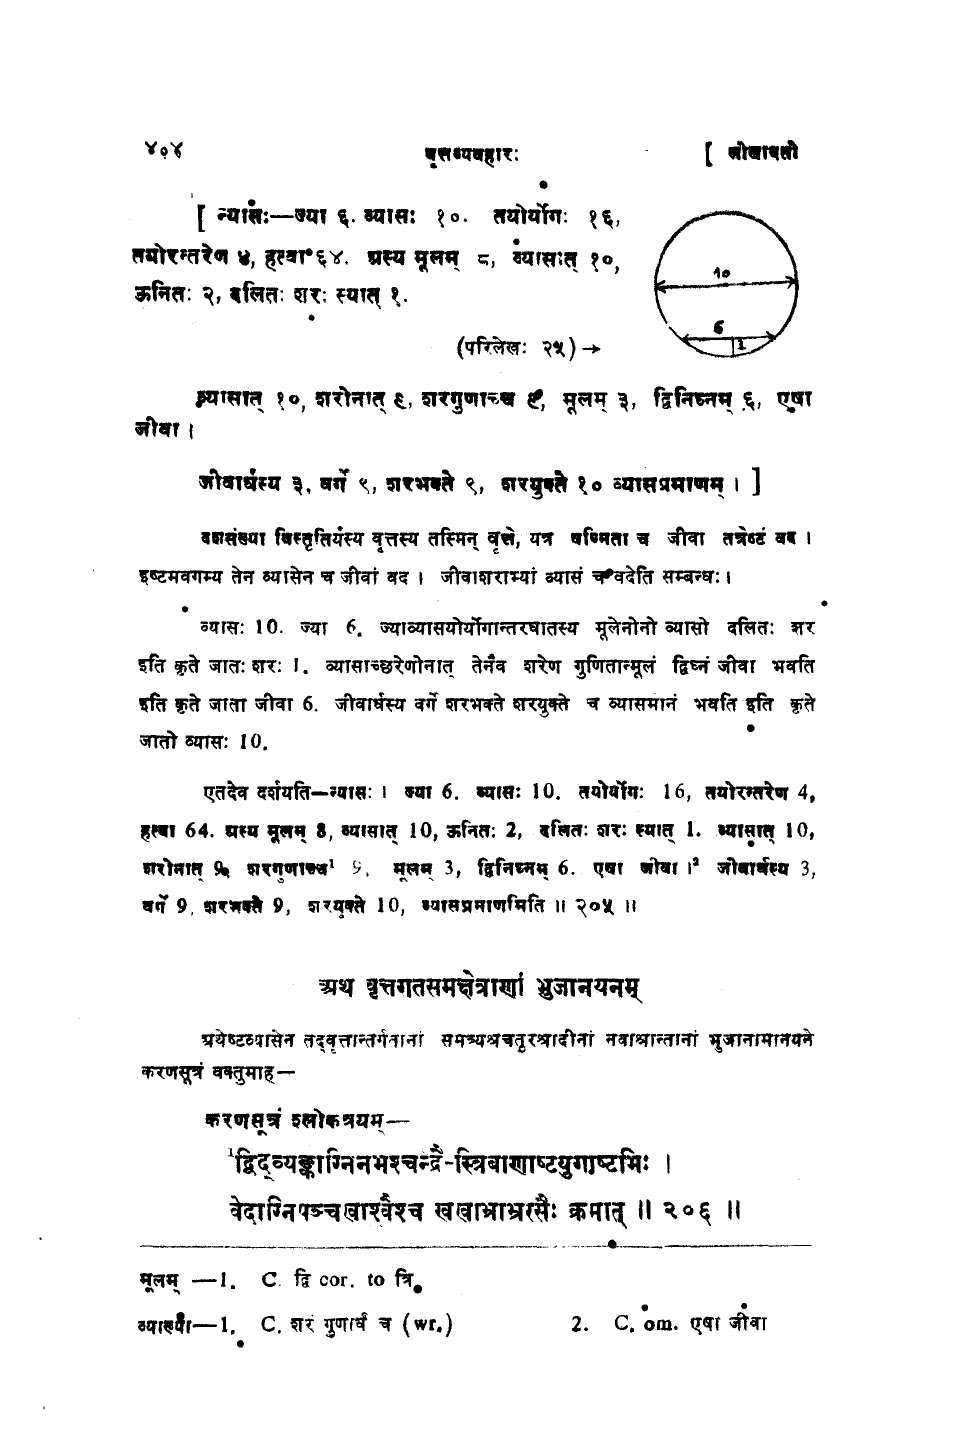 ४०४ वृत्तव्यवहारः [ लीलावती
[ न्यासः—ज्या ६. व्यासः १०. तयोर्योगः १६,
तयोरन्तरेण ४, हत्वा ६४. अस्य मूलम् ८, व्यासात् १०,
ऊनितः २, दलितः शरः स्यात् १.
10
6
1
(परिलेखः २५)→
व्यासात् १०, शरोनात् ९, शरगुणाच्च ९, मूलम् ३, द्विनिघ्नम् ६, एषा
जीवा ।
जीवार्धस्य ३, वर्गे ९, शरभक्ते ९, शरयुक्ते १० व्यासप्रमाणम् । ]
दशसंख्या विस्तृतिर्यस्य वृत्तस्य तस्मिन् वृत्ते, यत्र षण्मिता च जीवा तत्रेष्टं वद ।
इष्टमवगम्य तेन व्यासेन च जीवां वद । जीवाशराभ्यां व्यासं च वदेति सम्बन्धः ।
व्यासः 10. ज्या 6. ज्याव्यासयोर्योगान्तरघातस्य मूलेनोनो व्यासो दलितः शर
इति कृते जातः शरः 1. व्यासाच्छरेणोनात् तेनैव शरेण गुणितान्मूलं द्विघ्नं जीवा भवति
इति कृते जाता जीवा 6. जीवार्धस्य वर्गे शरभक्ते शरयुक्ते च व्यासमानं भवति इति कृते
जातो व्यासः 10.
एतदेव दर्शयति—न्यासः । ज्या 6. व्यासः 10. तयोर्योगः 16, तयोरन्तरेण 4,
हत्वा 64. अस्य मूलम् 8, व्यासात् 10, ऊनितः 2, दलितः शरः स्यात् 1. व्यासात् 10,
शरोनात् 9, शरगुणाच्च¹ 9, मूलम् 3, द्विनिघ्नम् 6. एषा जीवा ।² जीवार्धस्य 3,
वर्गे 9, शरभक्ते 9, शरयुक्ते 10, व्यासप्रमाणमिति ॥ २०५ ॥
अथ वृत्तगतसमक्षेत्राणां भुजानयनम्
अथेष्टव्यासेन तद्वृत्तान्तर्गतानां समत्र्यश्रचतुरश्रादीनां नवाश्रान्तानां भुजानामानयने
करणसूत्रं वक्तुमाह—
करणसूत्रं श्लोकत्रयम्—
¹द्विद्व्यङ्काग्निनभश्चन्द्रै-स्त्रिबाणाष्टयुगाष्टभिः ।
वेदाग्निपञ्चखाश्वैश्च खखाभ्राभ्ररसैः क्रमात् ॥ २०६ ॥
मूलम् —1. C. द्वि cor. to त्रि.
व्याख्या—1. C. शरं गुणार्धं च (wr.) 2. C. om. एषा जीवा